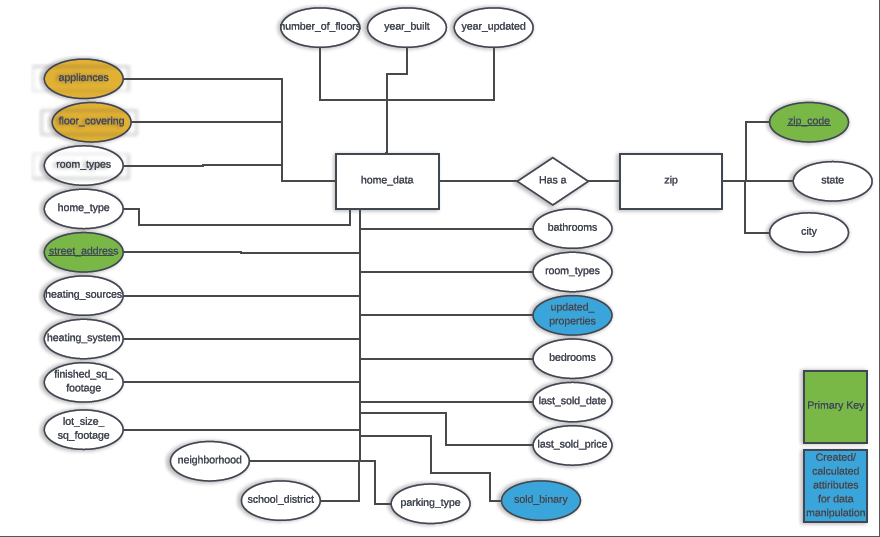 number_of_floors
year_built
year_updated
appliances
floor_covering
room_types
home_type
street_address
heating_sources
heating_system
finished_sq_
footage
lot_size_
sq_footage
neighborhood
school_district
parking_type
sold_binary
home_data
Has a
zip
zip_code
state
city
bathrooms
room_types
updated_
properties
bedrooms
last_sold_date
last_sold_price
Primary Key
Created/
calculated
attributes
for data
manipulation